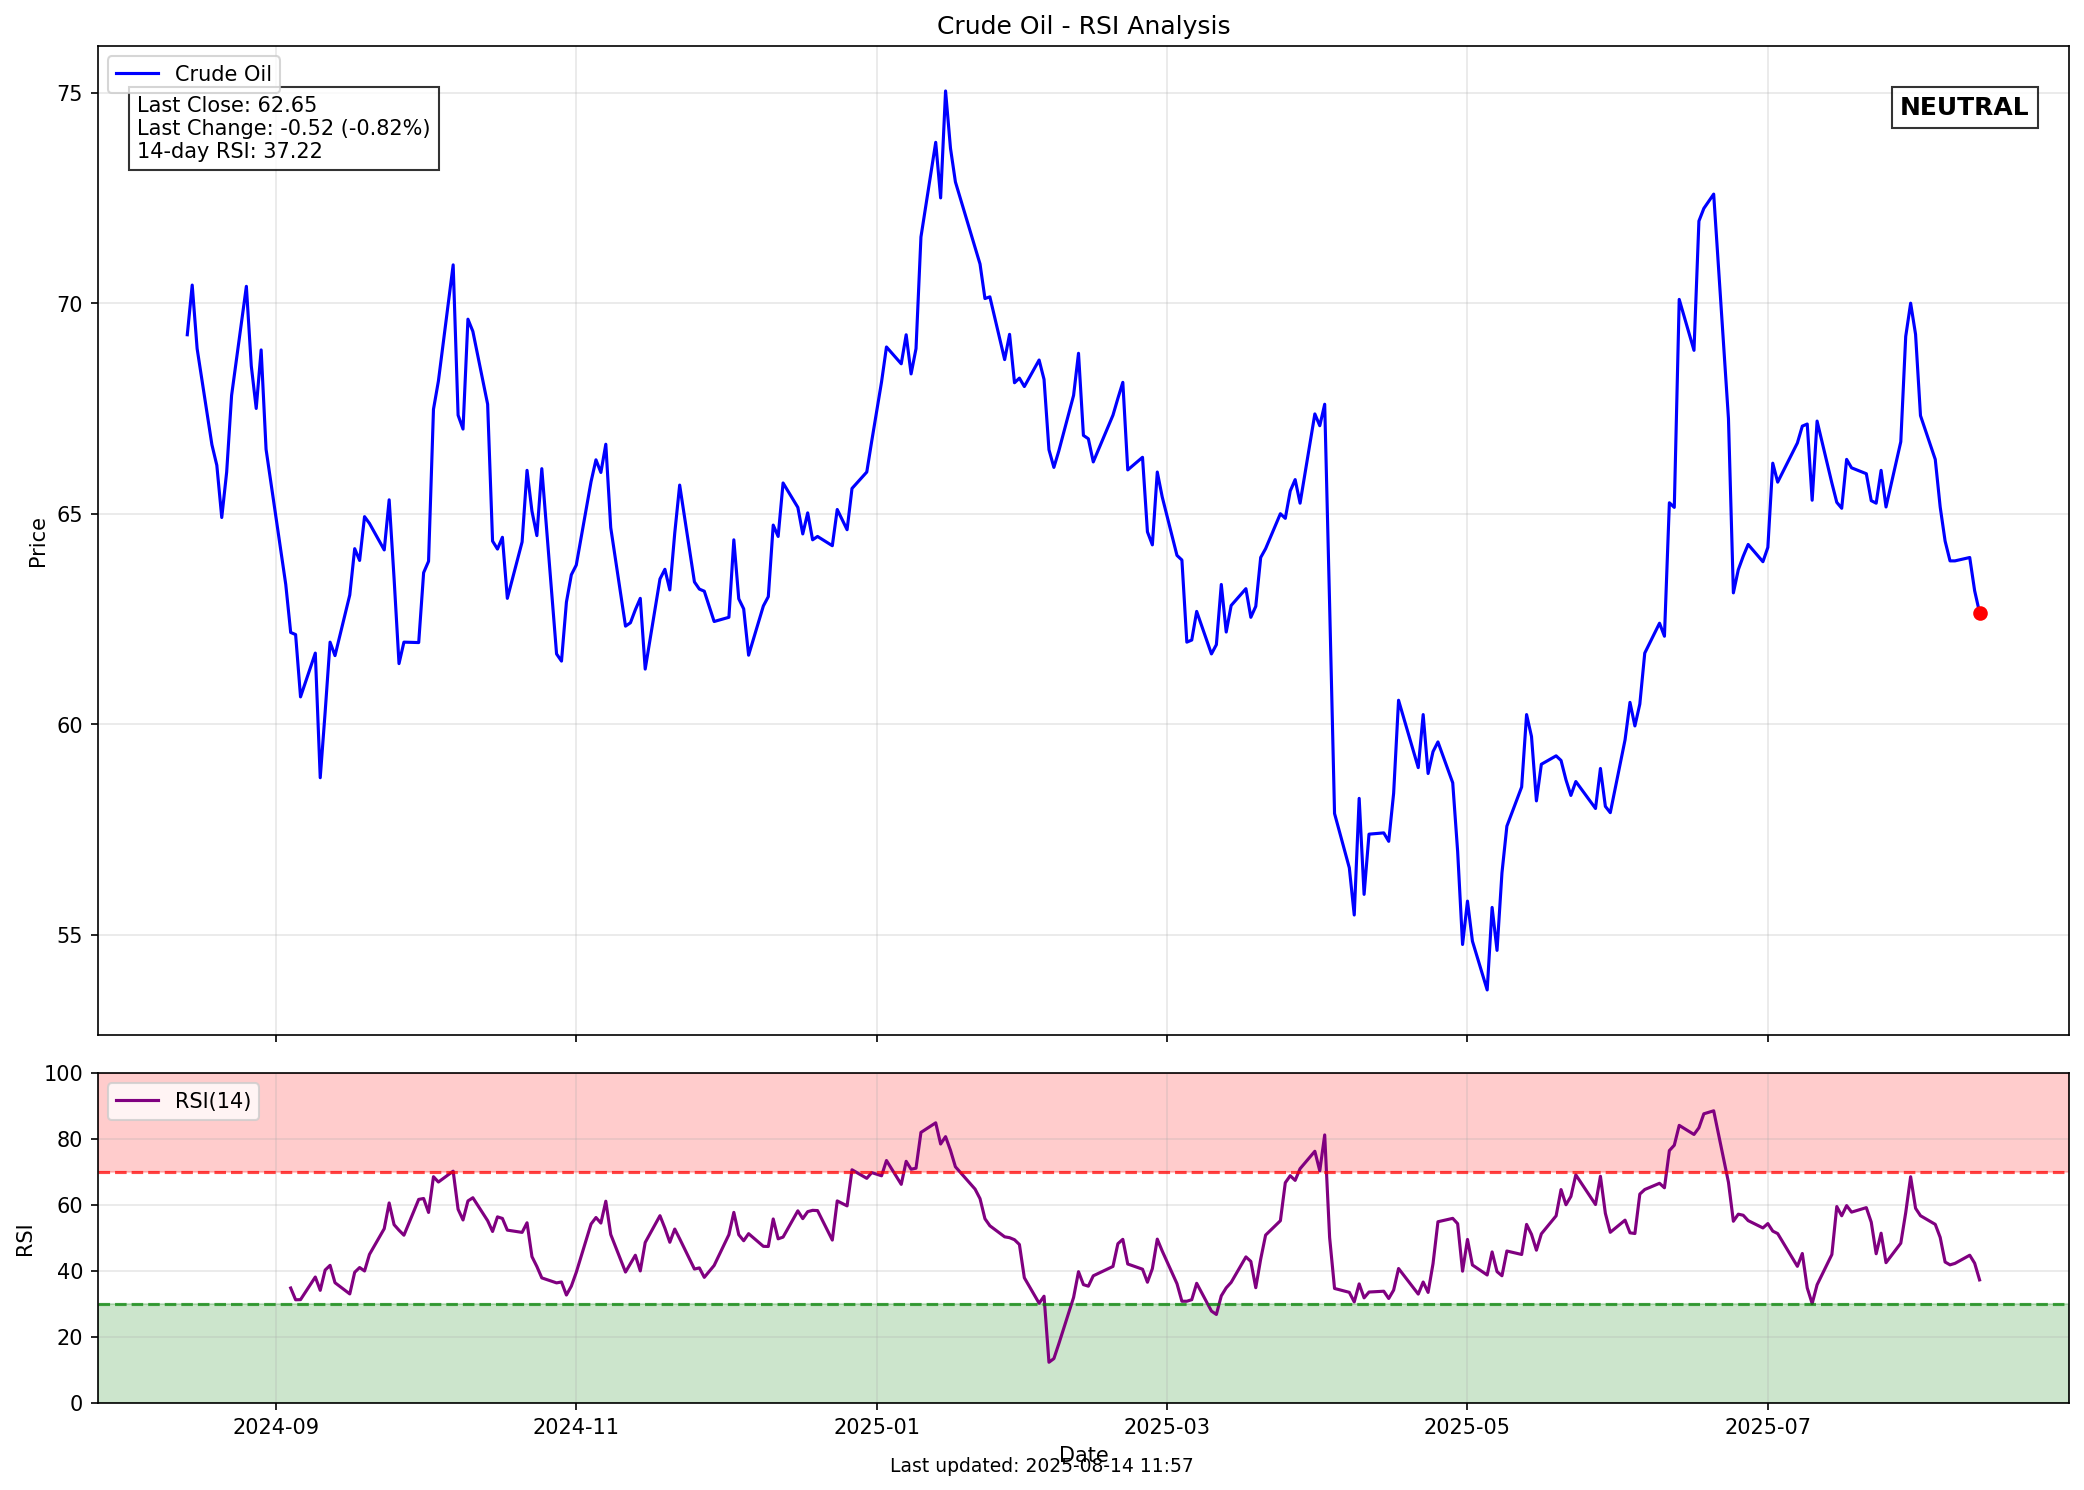 Crude Oil - RSI Analysis
Crude Oil
Last Close: 62.65
Last Change: -0.52 (-0.82%)
14-day RSI: 37.22
NEUTRAL
75
70
65
60
55
Price
RSI(14)
100
80
60
40
20
0
RSI
2024-09 2024-11 2025-01 2025-03 2025-05 2025-07
Date
Last updated: 2025-08-14 11:57